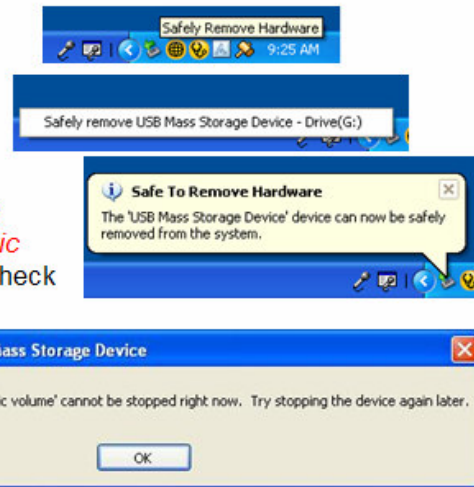 Safely Remove Hardware
9:25 AM
Safely remove USB Mass Storage Device - Drive(G:)
Safe To Remove Hardware
The 'USB Mass Storage Device' device can now be safely
removed from the system.
ic
heck
ass Storage Device
ic volume' cannot be stopped right now. Try stopping the device again later.
OK